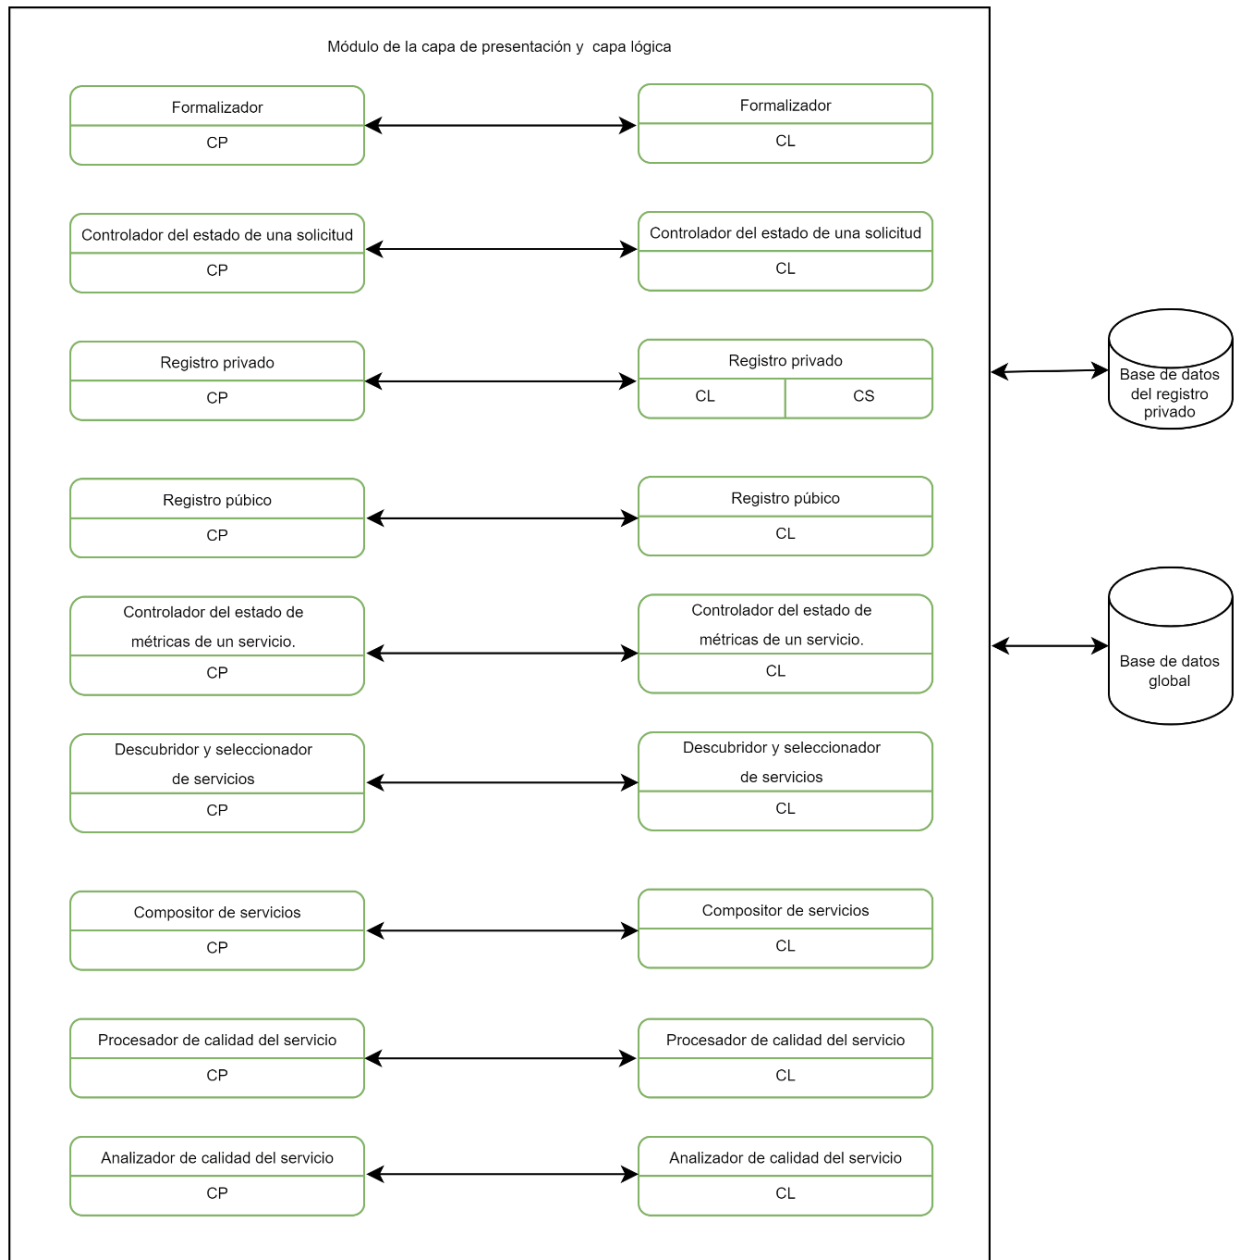 Módulo de la capa de presentación y capa lógica
Formalizador
CP
Formalizador
CL
Controlador del estado de una solicitud
CP
Controlador del estado de una solicitud
CL
Registro privado
CP
Registro privado
CL
CS
Base de datos
del registro
privado
Registro púbico
CP
Registro púbico
CL
Controlador del estado de
métricas de un servicio.
CP
Controlador del estado de
métricas de un servicio.
CL
Base de datos
global
Descubridor y seleccionador
de servicios
CP
Descubridor y seleccionador
de servicios
CL
Compositor de servicios
CP
Compositor de servicios
CL
Procesador de calidad del servicio
CP
Procesador de calidad del servicio
CL
Analizador de calidad del servicio
CP
Analizador de calidad del servicio
CL